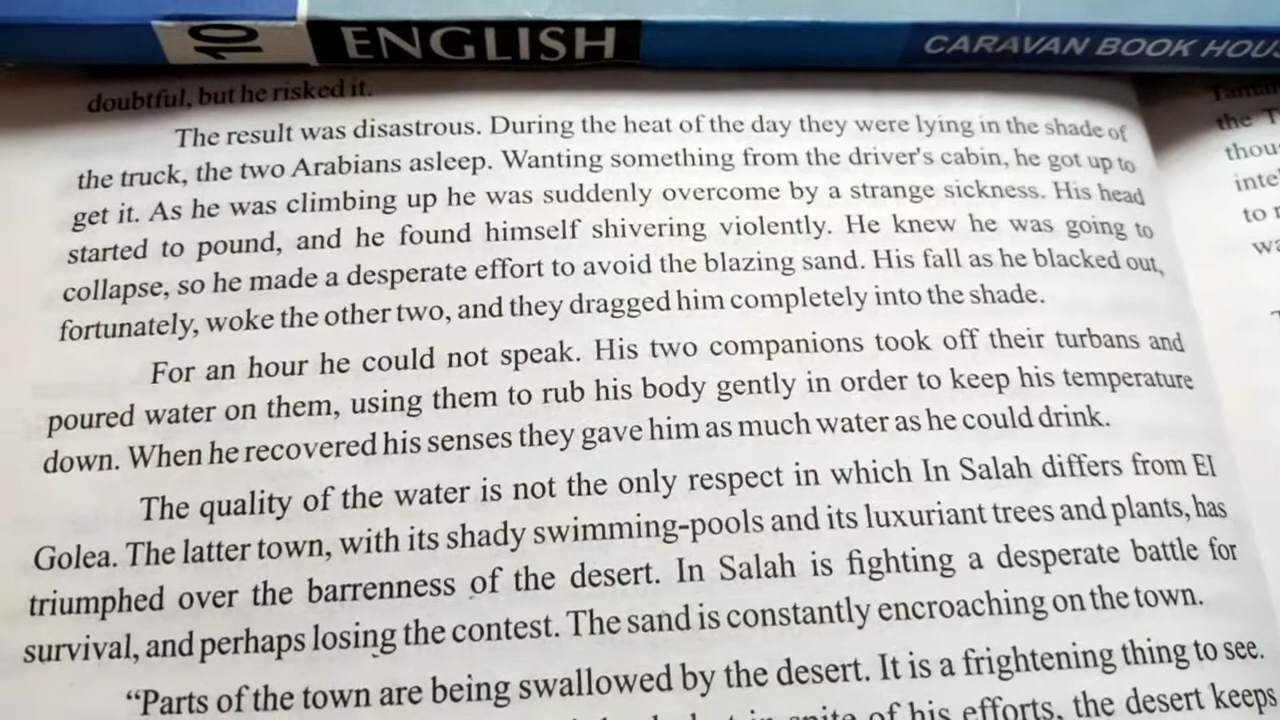 10 ENGLISH CARAVAN BOOK HOU
doubtful, but he risked it.
The result was disastrous. During the heat of the day they were lying in the shade of
the truck, the two Arabians asleep. Wanting something from the driver's cabin, he got up to
get it. As he was climbing up he was suddenly overcome by a strange sickness. His head
started to pound, and he found himself shivering violently. He knew he was going to
collapse, so he made a desperate effort to avoid the blazing sand. His fall as he blacked out,
fortunately, woke the other two, and they dragged him completely into the shade.
For an hour he could not speak. His two companions took off their turbans and
poured water on them, using them to rub his body gently in order to keep his temperature
down. When he recovered his senses they gave him as much water as he could drink.
The quality of the water is not the only respect in which In Salah differs from El
Golea. The latter town, with its shady swimming-pools and its luxuriant trees and plants, has
triumphed over the barrenness of the desert. In Salah is fighting a desperate battle for
survival, and perhaps losing the contest. The sand is constantly encroaching on the town.
“Parts of the town are being swallowed by the desert. It is a frightening thing to see.
in spite of his efforts, the desert keeps
the T
thou
inte
to
wa